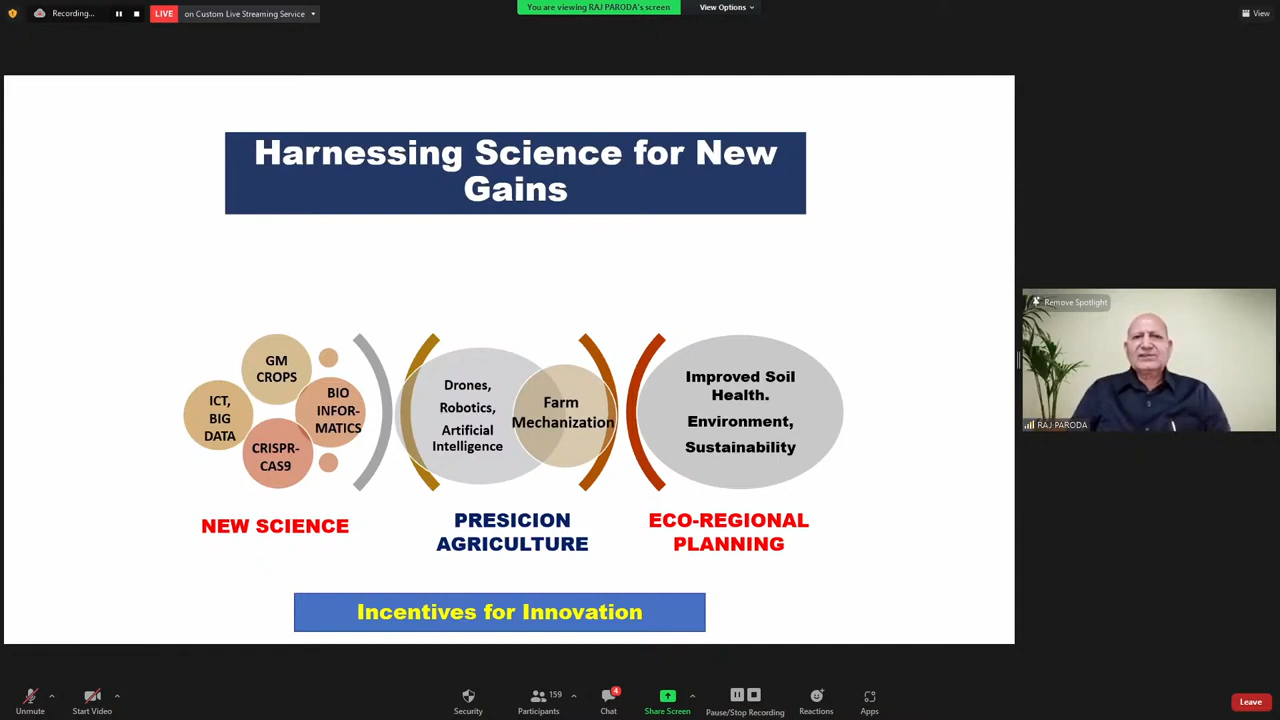 Recording...
LIVE
on Custom Live Streaming Service
You are viewing RAJ PARODA's screen
View Options
View
Harnessing Science for New
Gains
GM
CROPS
ICT,
BIG
DATA
BIO
INFOR-
MATICS
CRISPR-
CAS9
Drones,
Robotics,
Artificial
Intelligence
Farm
Mechanization
Improved Soil
Health.
Environment,
Sustainability
NEW SCIENCE
PRESICION
AGRICULTURE
ECO-REGIONAL
PLANNING
Incentives for Innovation
Remove Spotlight
RAJ PARODA
Unmute
Start Video
Security
159
Participants
4
Chat
Share Screen
Pause/Stop Recording
Reactions
Apps
Leave